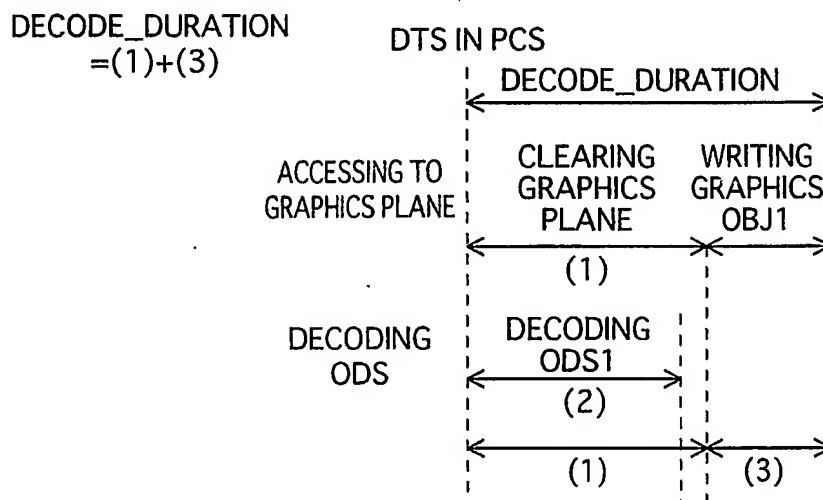 DECODE_DURATION
=(1)+(3)
DTS IN PCS
DECODE_DURATION
ACCESSING TO
GRAPHICS PLANE
CLEARING
GRAPHICS
PLANE
WRITING
GRAPHICS
OBJ1
(1)
DECODING
ODS
DECODING
ODS1
(2)
(1)
(3)